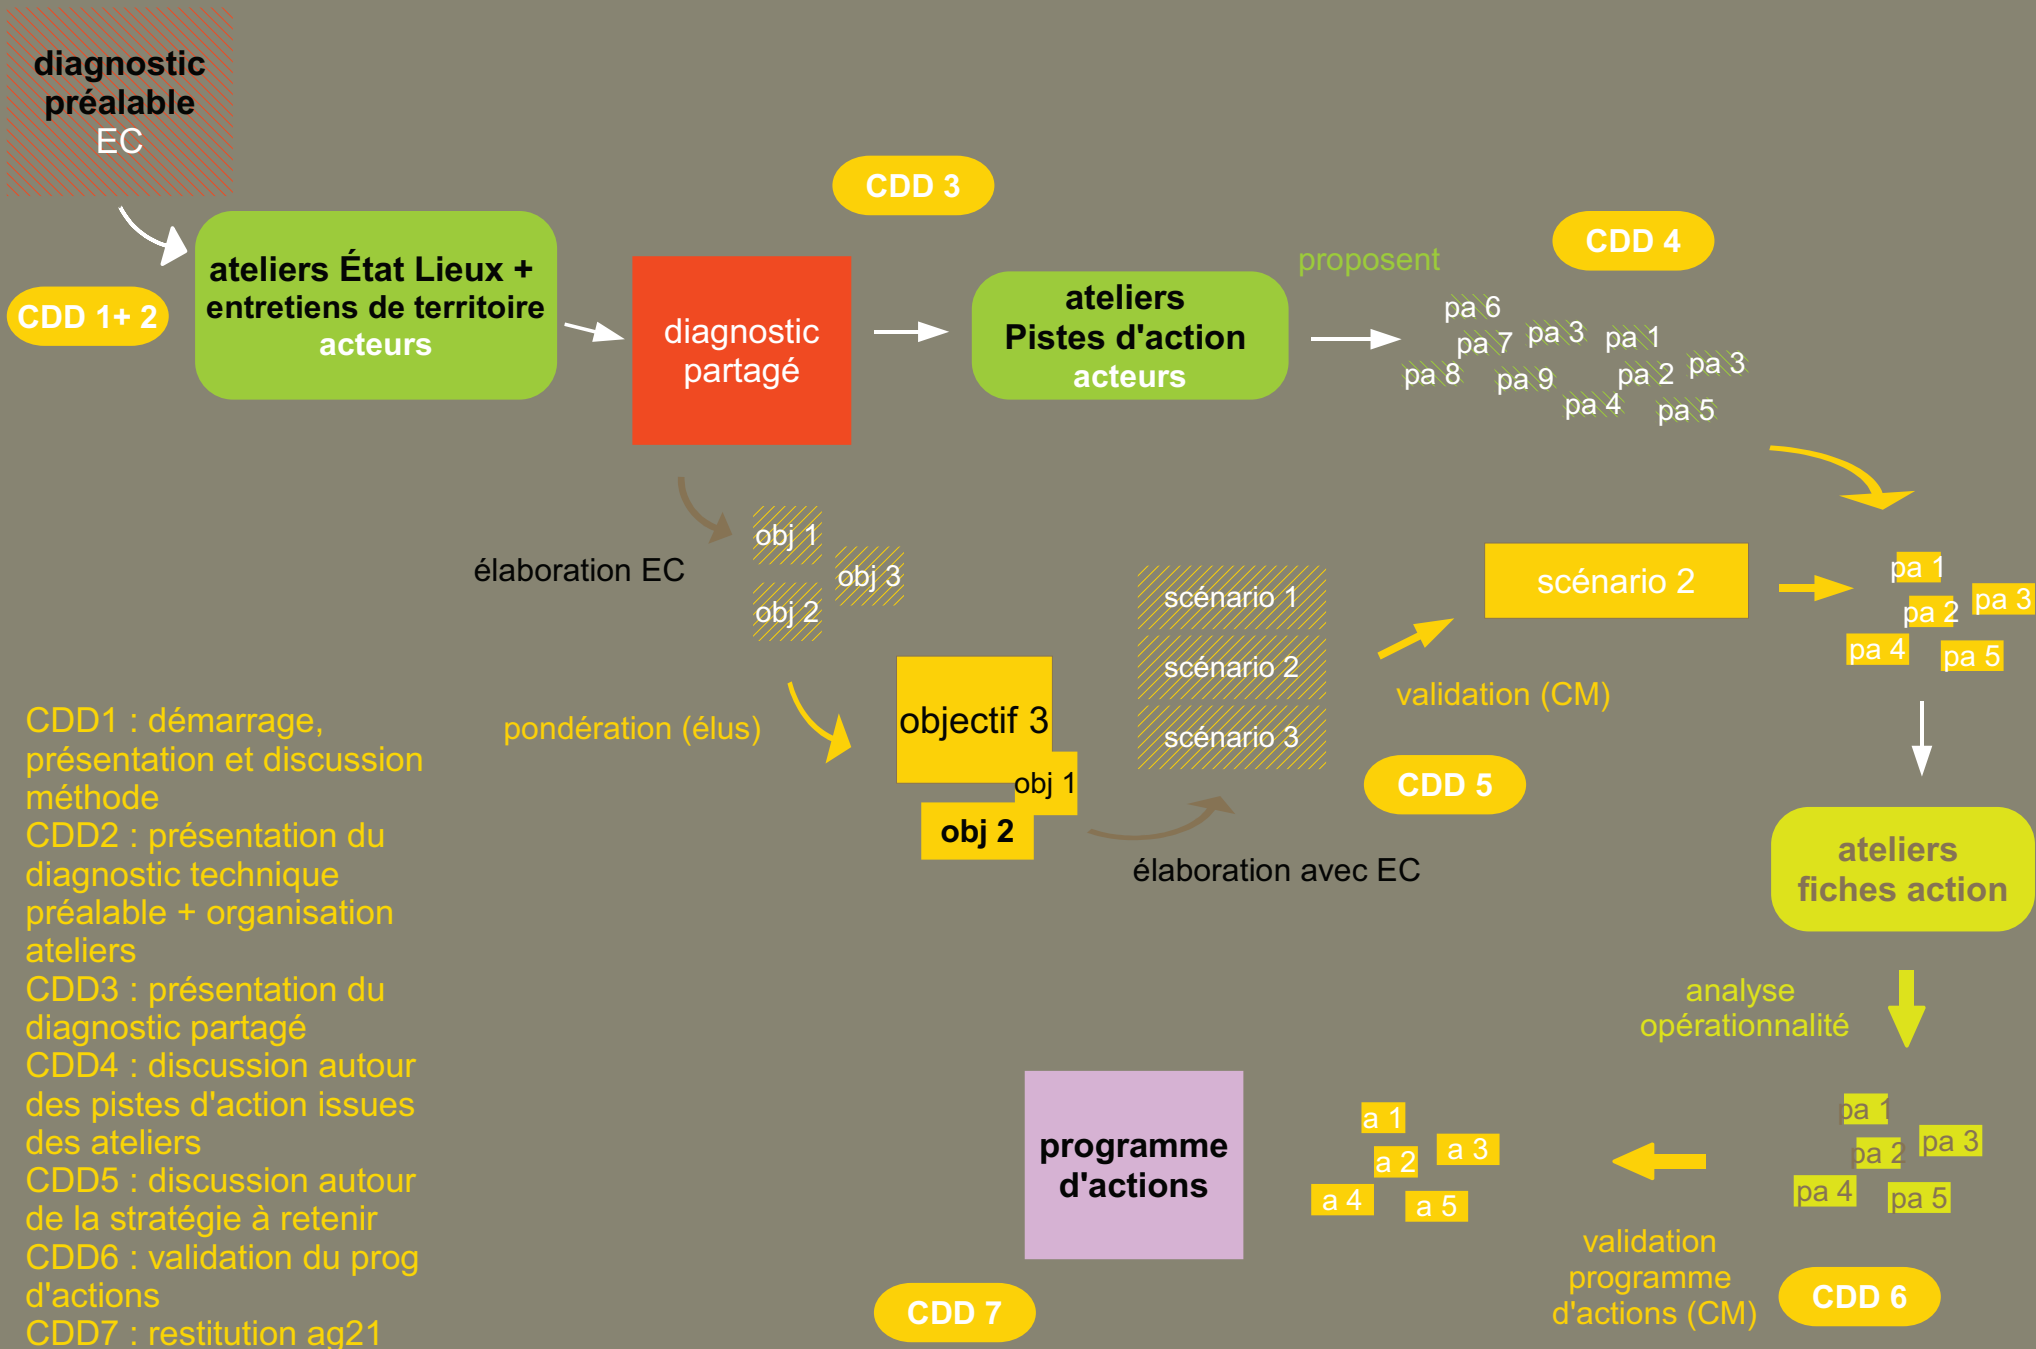 diagnostic
préalable
EC
CDD 1+ 2
ateliers État Lieux +
entretiens de territoire
acteurs
diagnostic
partagé
CDD 3
ateliers
Pistes d'action
acteurs
proposent
CDD 4
pa 6
pa 7
pa 3
pa 1
pa 8
pa 9
pa 2
pa 3
pa 4
pa 5
élaboration EC
obj 1
obj 3
obj 2
pondération (élus)
objectif 3
obj 1
obj 2
élaboration avec EC
scénario 1
scénario 2
scénario 3
validation (CM)
CDD 5
scénario 2
pa 1
pa 2
pa 3
pa 4
pa 5
ateliers
fiches action
analyse
opérationnalité
pa 1
pa 2
pa 3
pa 4
pa 5
CDD 6
validation
programme
d'actions (CM)
a 1
a 2
a 3
a 4
a 5
programme
d'actions
CDD 7
CDD1 : démarrage,
présentation et discussion
méthode
CDD2 : présentation du
diagnostic technique
préalable + organisation
ateliers
CDD3 : présentation du
diagnostic partagé
CDD4 : discussion autour
des pistes d'action issues
des ateliers
CDD5 : discussion autour
de la stratégie à retenir
CDD6 : validation du prog
d'actions
CDD7 : restitution ag21